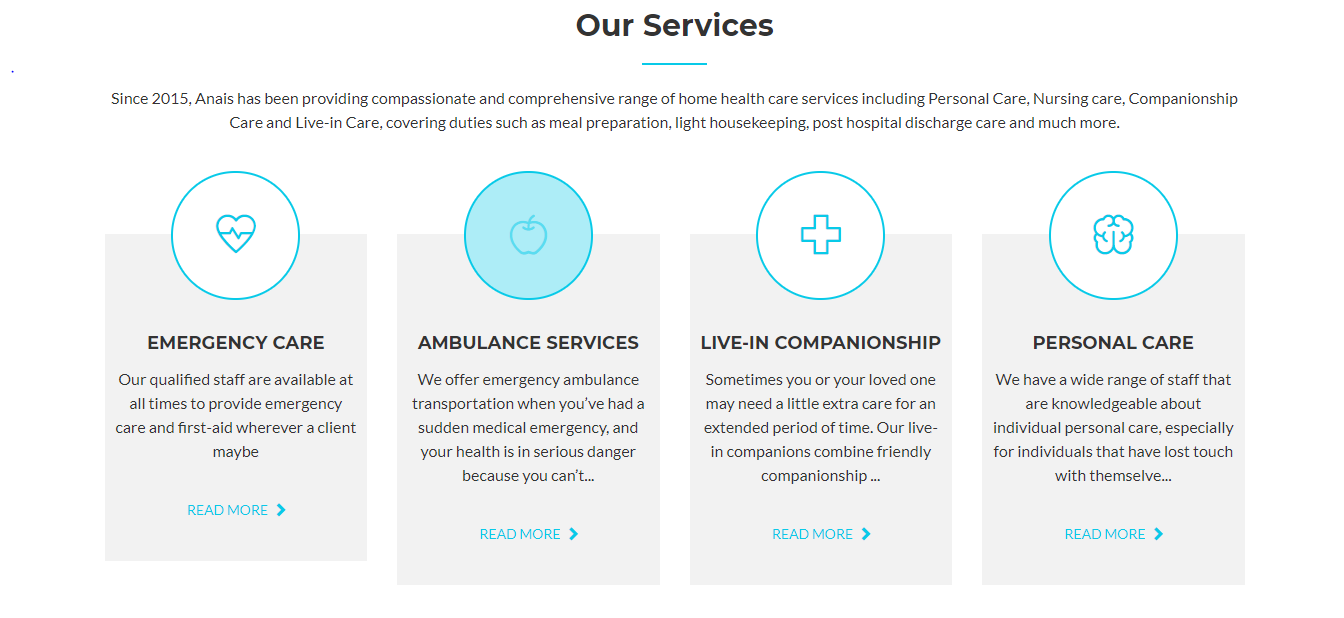 Our Services
Since 2015, Anais has been providing compassionate and comprehensive range of home health care services including Personal Care, Nursing care, Companionship
Care and Live-in Care, covering duties such as meal preparation, light housekeeping, post hospital discharge care and much more.
EMERGENCY CARE
Our qualified staff are available at
all times to provide emergency
care and first-aid wherever a client
maybe
READ MORE
AMBULANCE SERVICES
We offer emergency ambulance
transportation when you’ve had a
sudden medical emergency, and
your health is in serious danger
because you can’t...
READ MORE
LIVE-IN COMPANIONSHIP
Sometimes you or your loved one
may need a little extra care for an
extended period of time. Our live-
in companions combine friendly
companionship ...
READ MORE
PERSONAL CARE
We have a wide range of staff that
are knowledgeable about
individual personal care, especially
for individuals that have lost touch
with themselve...
READ MORE